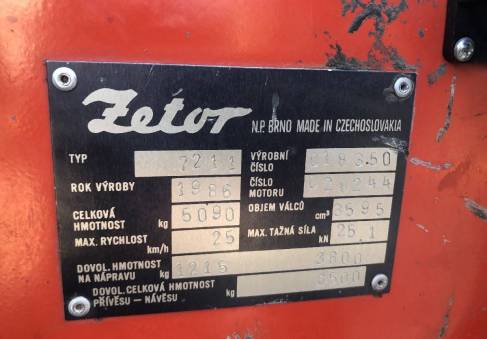 Zetor N.P. BRNO MADE IN CZECHOSLOVAKIA
TYP 7211 VÝROBNÍ ČÍSLO
ROK VÝROBY 1986 ČÍSLO MOTORU
CELKOVÁ HMOTNOST kg 5090 OBJEM VÁLCŮ cm³ 3595
MAX. RYCHLOST km/h 25 MAX. TAŽNÁ SÍLA kN 25.1
DOVOL. HMOTNOST NA NÁPRAVU kg 1215 3800
DOVOL. CELKOVÁ HMOTNOST PŘÍVĚSU – NÁVĚSU kg